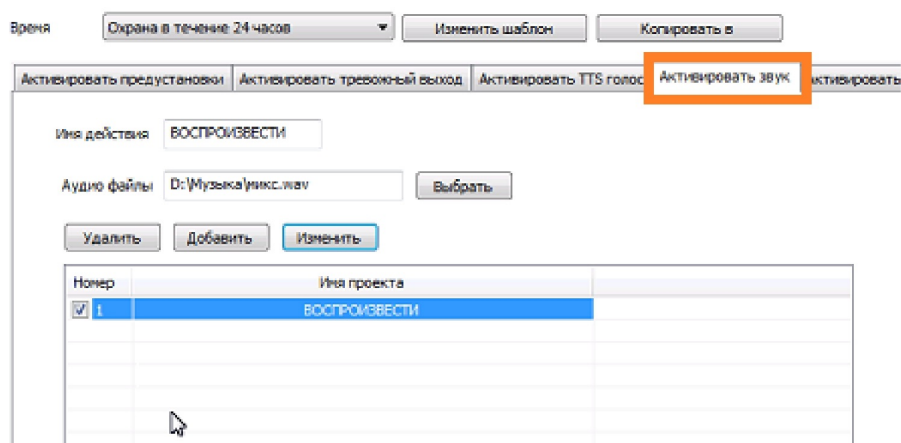 Время Охрана в течение 24 часов Изменить шаблон Копировать в
Активировать предустановки Активировать тревожный выход Активировать TTS голос Активировать звук Активировать
Имя действия ВОСПРОИЗВЕСТИ
Аудио файлы D:\Музыка\микс.wav Выбрать
Удалить Добавить Изменить
Номер Имя проекта
1 ВОСПРОИЗВЕСТИ